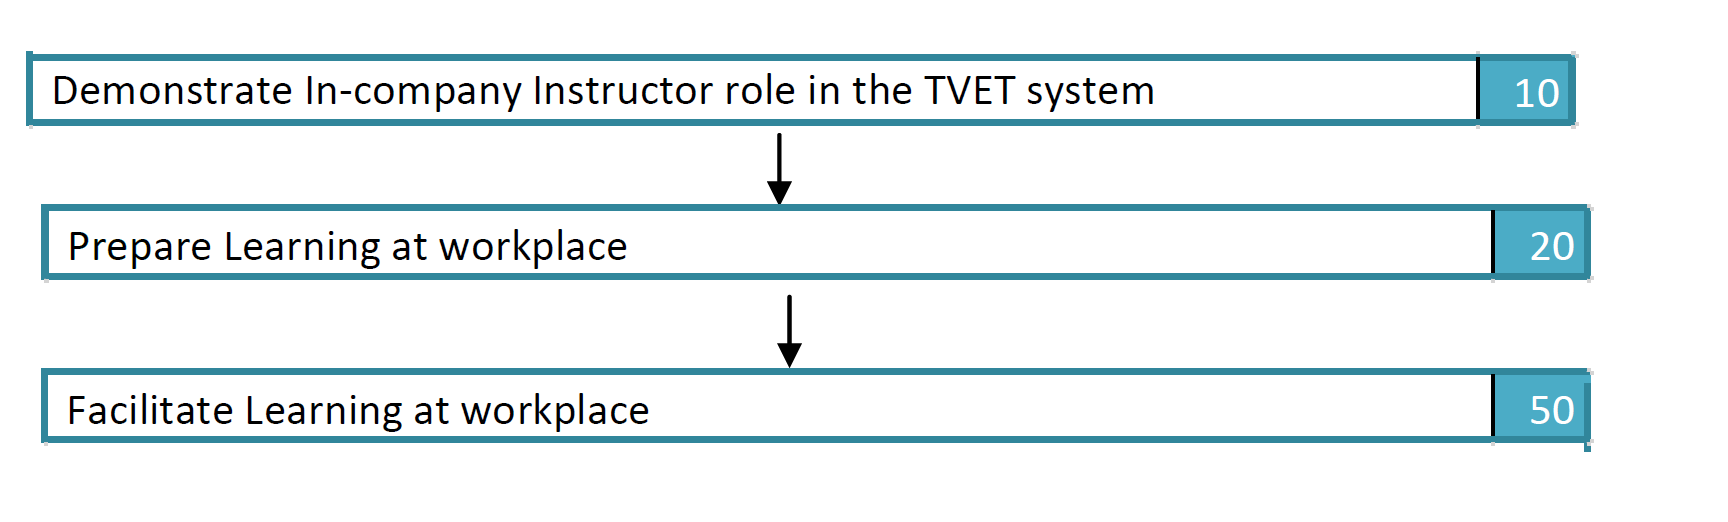 Demonstrate In-company Instructor role in the TVET system 10
Prepare Learning at workplace 20
Facilitate Learning at workplace 50